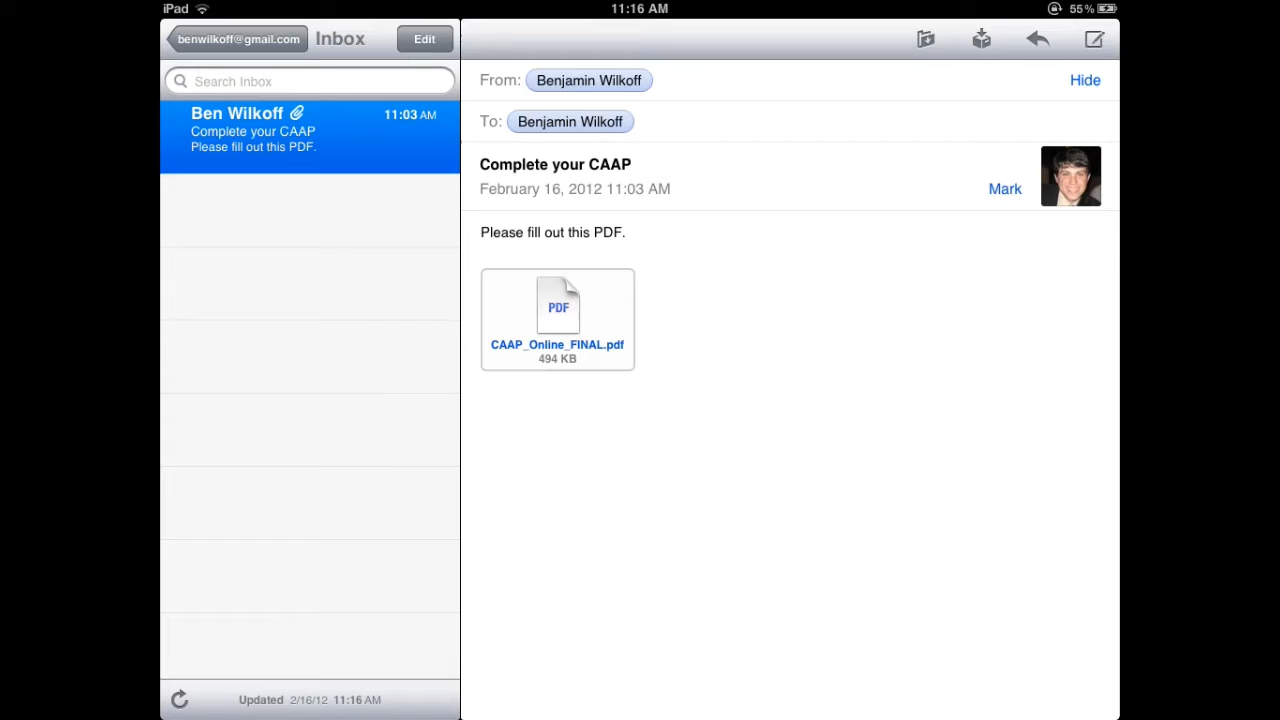 iPad 11:16 AM 55%
benwilkoff@gmail.com Inbox Edit
Search Inbox
Ben Wilkoff 11:03 AM
Complete your CAAP
Please fill out this PDF.
Updated 2/16/12 11:16 AM
From: Benjamin Wilkoff Hide
To: Benjamin Wilkoff
Complete your CAAP
February 16, 2012 11:03 AM Mark
Please fill out this PDF.
PDF
CAAP_Online_FINAL.pdf
494 KB